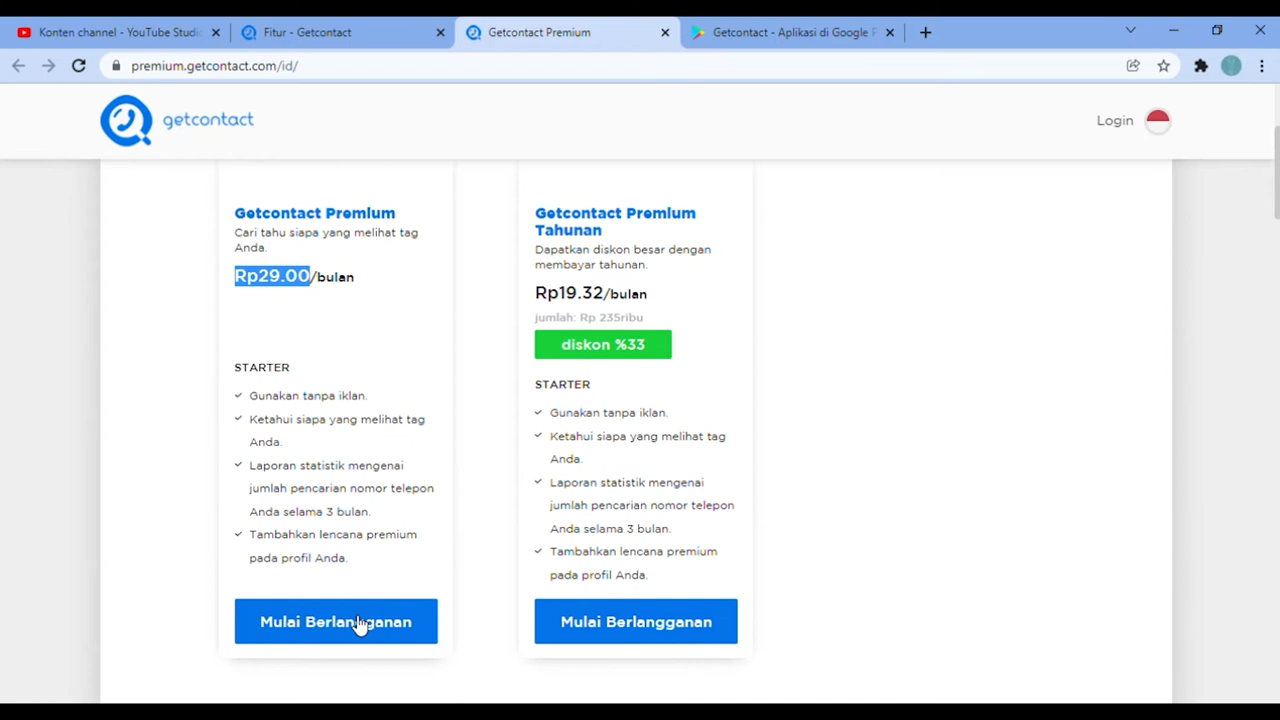 Konten channel - YouTube Studio
Fitur - Getcontact
Getcontact Premium
Getcontact - Aplikasi di Google P
premium.getcontact.com/id/
getcontact
Login
Getcontact Premium
Cari tahu siapa yang melihat tag
Anda.
Rp29.00/bulan
STARTER
Gunakan tanpa iklan.
Ketahui siapa yang melihat tag
Anda.
Laporan statistik mengenai
jumlah pencarian nomor telepon
Anda selama 3 bulan.
Tambahkan lencana premium
pada profil Anda.
Mulai Berlangganan
Getcontact Premium
Tahunan
Dapatkan diskon besar dengan
membayar tahunan.
Rp19.32/bulan
jumlah: Rp 235ribu
diskon %33
STARTER
Gunakan tanpa iklan.
Ketahui siapa yang melihat tag
Anda.
Laporan statistik mengenai
jumlah pencarian nomor telepon
Anda selama 3 bulan.
Tambahkan lencana premium
pada profil Anda.
Mulai Berlangganan